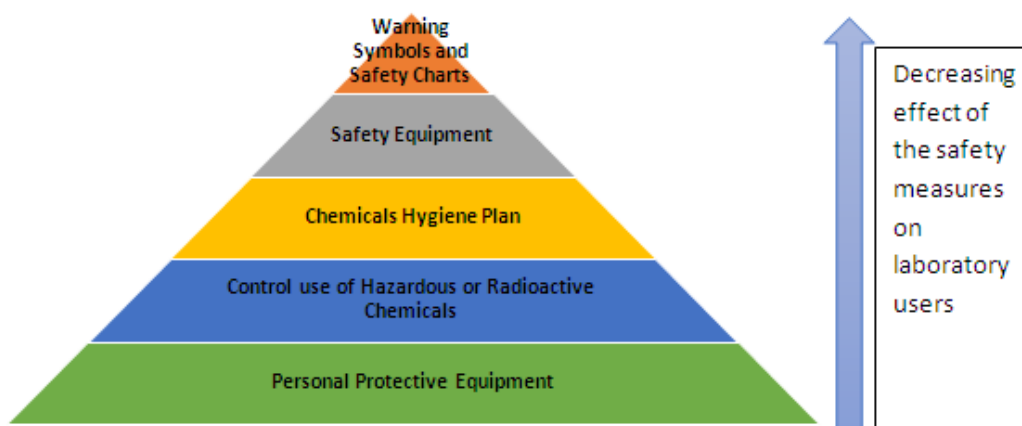 Warning
Symbols and
Safety Charts
Safety Equipment
Chemicals Hygiene Plan
Control use of Hazardous or Radioactive
Chemicals
Personal Protective Equipment
Decreasing
effect of
the safety
measures
on
laboratory
users